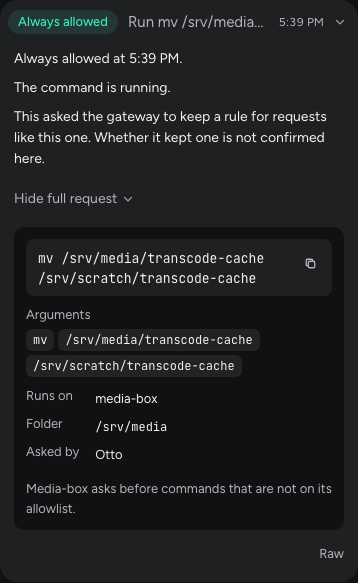 Always allowed Run mv /srv/media... 5:39 PM
Always allowed at 5:39 PM.
The command is running.
This asked the gateway to keep a rule for requests
like this one. Whether it kept one is not confirmed
here.
Hide full request
mv /srv/media/transcode-cache
/srv/scratch/transcode-cache
Arguments
mv /srv/media/transcode-cache
/srv/scratch/transcode-cache
Runs on media-box
Folder /srv/media
Asked by Otto
Media-box asks before commands that are not on its
allowlist.
Raw